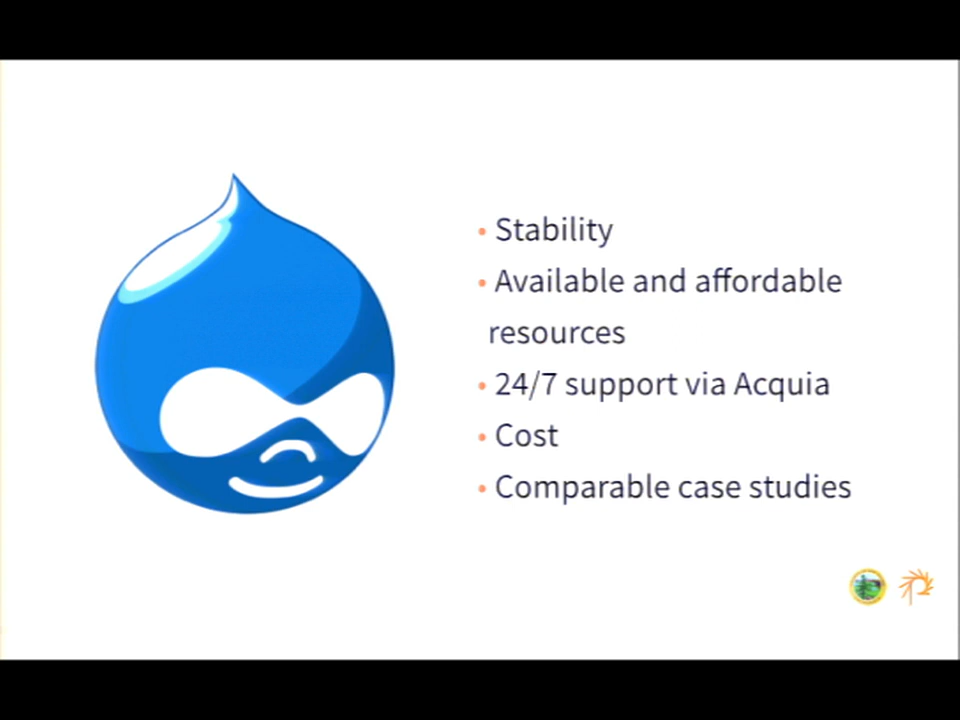 • Stability
• Available and affordable
resources
• 24/7 support via Acquia
• Cost
• Comparable case studies